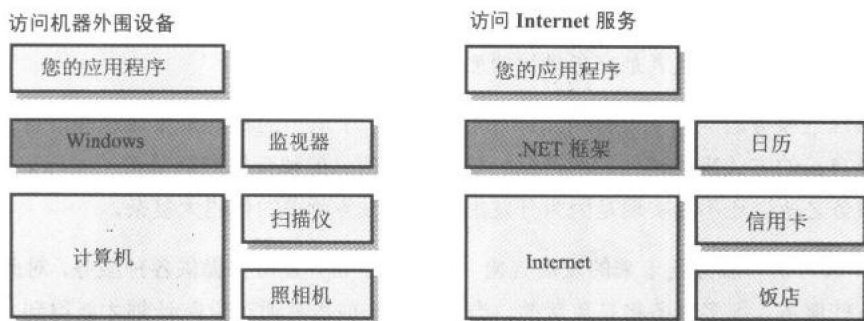 访问机器外围设备
您的应用程序
Windows
监视器
计算机
扫描仪
照相机
访问 Internet 服务
您的应用程序
.NET 框架
日历
Internet
信用卡
饭店